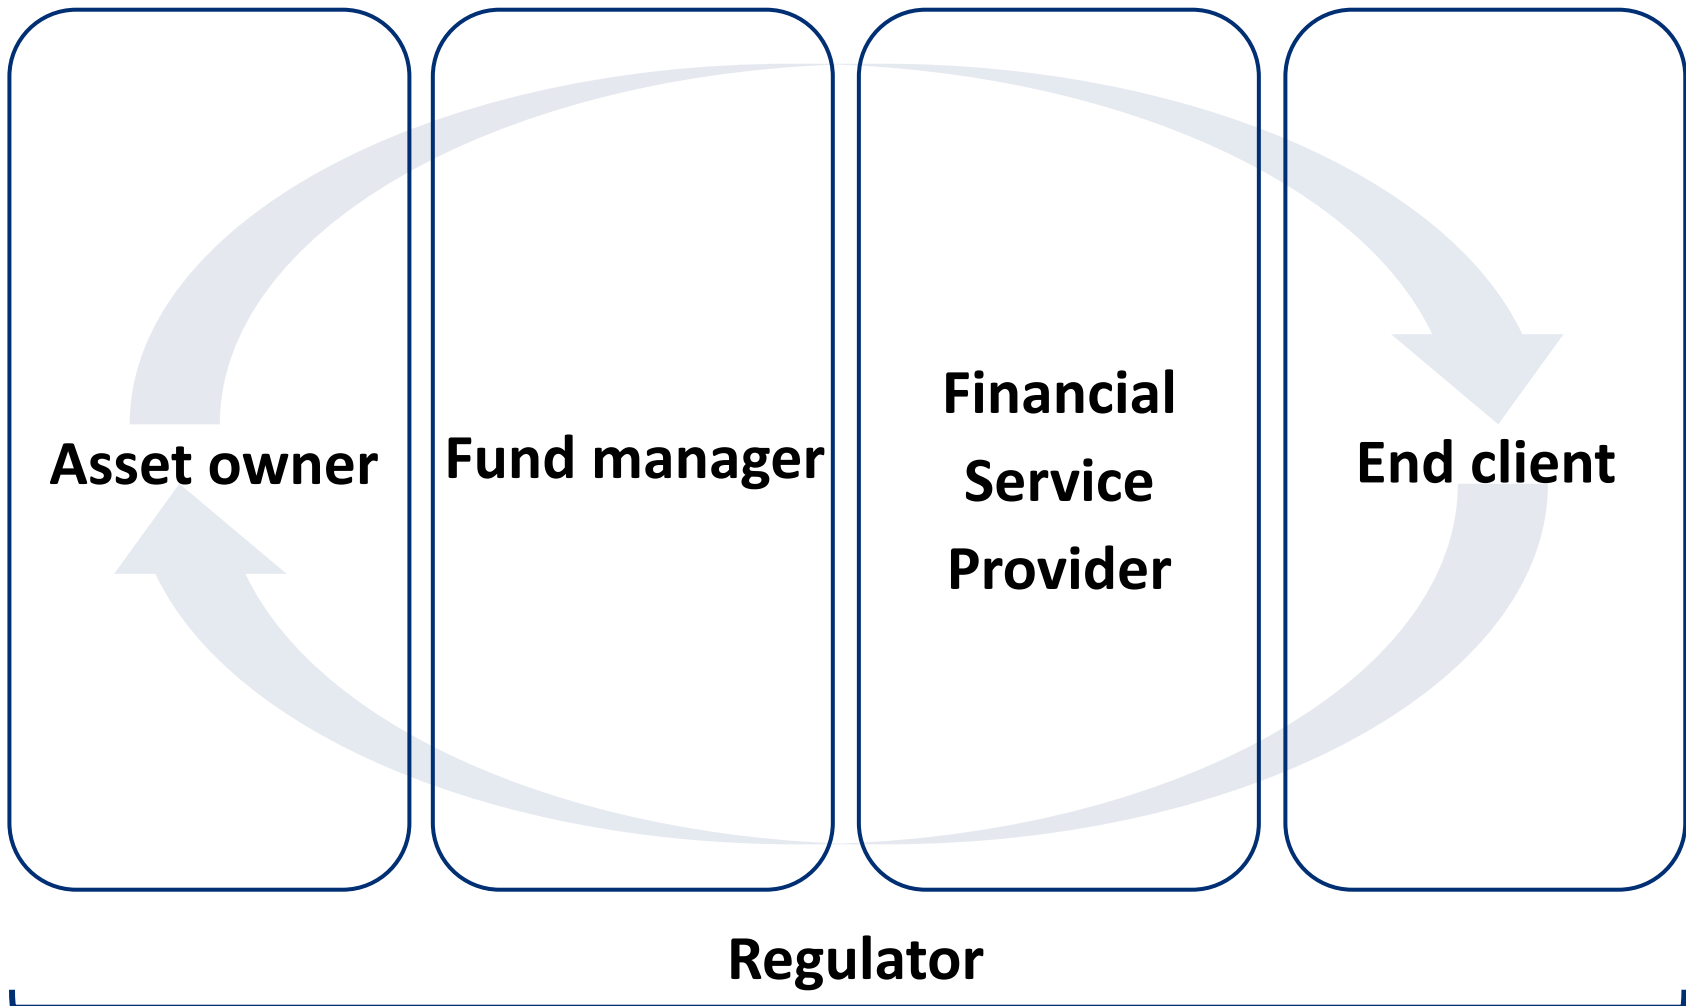 Asset owner
Fund manager
Financial
Service
Provider
End client
Regulator